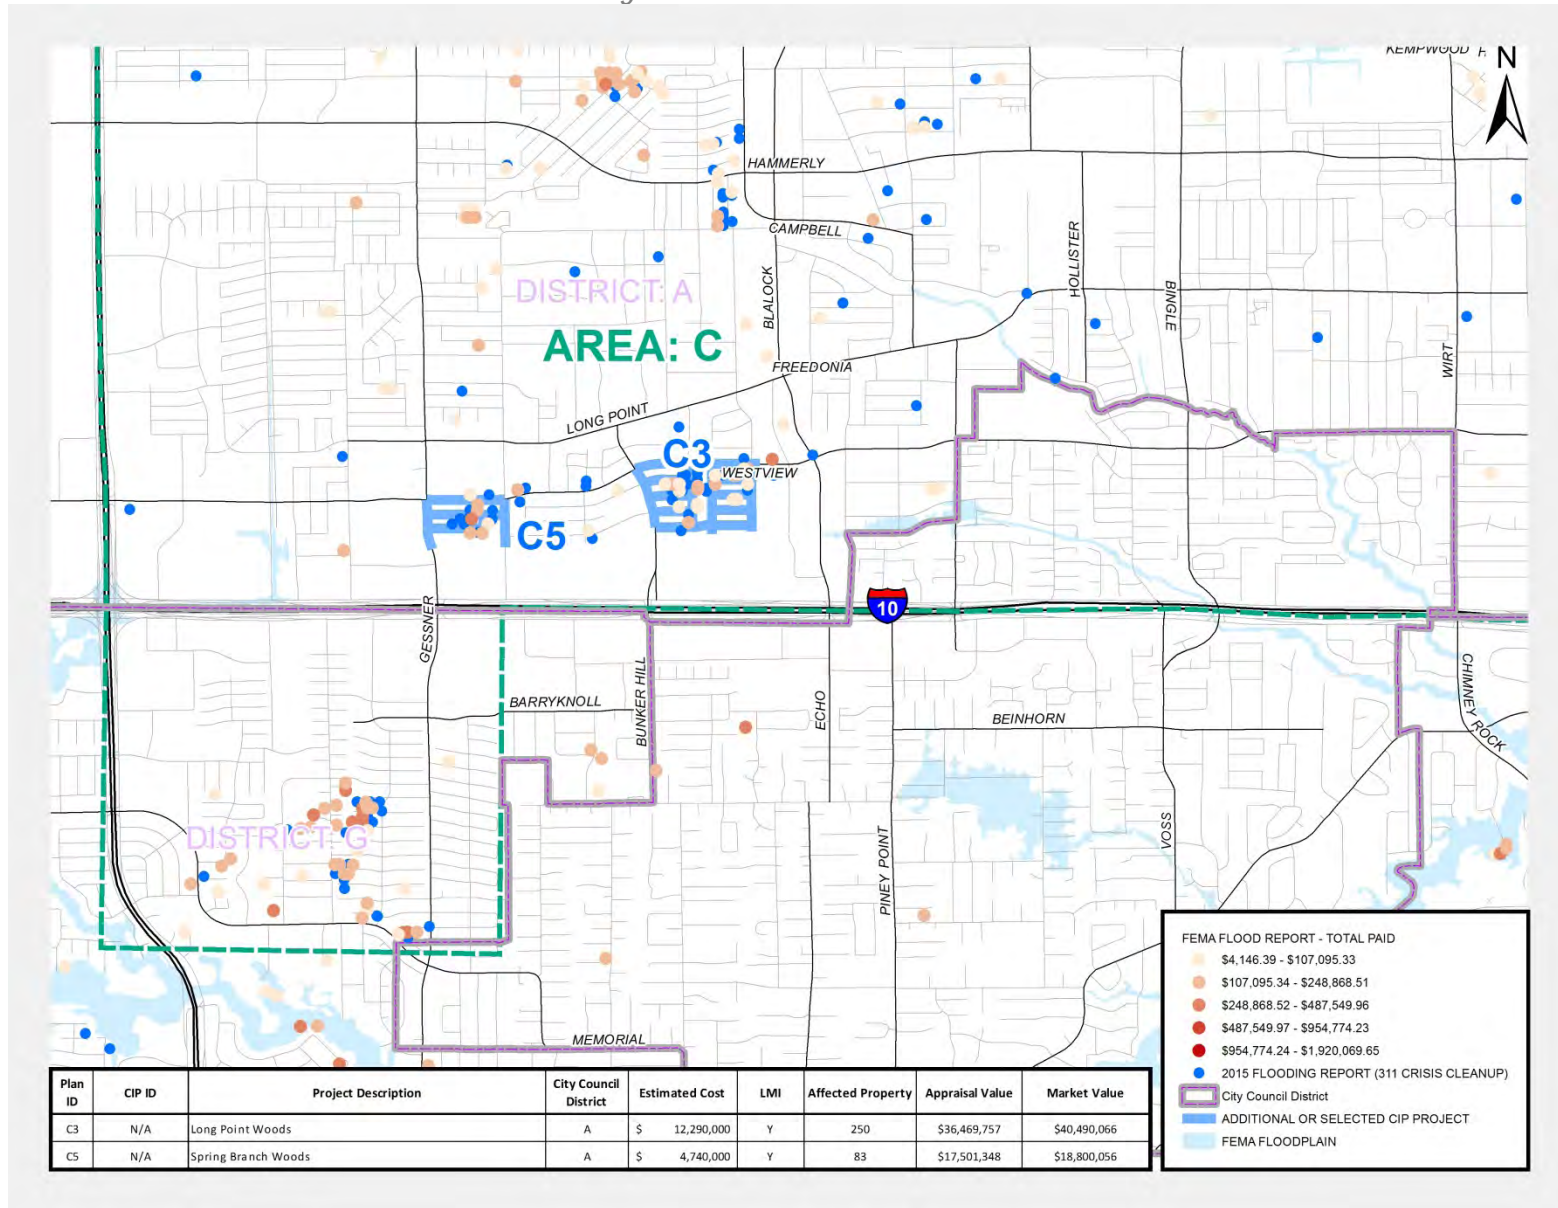 KEMPWOOD
N
HAMMERLY
CAMPBELL
HOLLISTER
BLALOCK
BINGLE
DISTRICT: A
AREA: C
WIRT
FREEDONIA
LONG POINT
C3
WESTVIEW
C5
10
GESSNER
BUNKER HILL
BARRYKNOLL
ECHO
BEINHORN
CHIMNEY ROCK
DISTRICT: G
VOSS
PINEY POINT
MEMORIAL
FEMA FLOOD REPORT - TOTAL PAID
$4,146.39 - $107,095.33
$107,095.34 - $248,868.51
$248,868.52 - $487,549.96
$487,549.97 - $954,774.23
$954,774.24 - $1,920,069.65
2015 FLOODING REPORT (311 CRISIS CLEANUP)
City Council District
ADDITIONAL OR SELECTED CIP PROJECT
FEMA FLOODPLAIN
Plan ID CIP ID Project Description City Council District Estimated Cost LMI Affected Property Appraisal Value Market Value
C3 N/A Long Point Woods A $ 12,290,000 Y 250 $36,469,757 $40,490,066
C5 N/A Spring Branch Woods A $ 4,740,000 Y 83 $17,501,348 $18,800,056